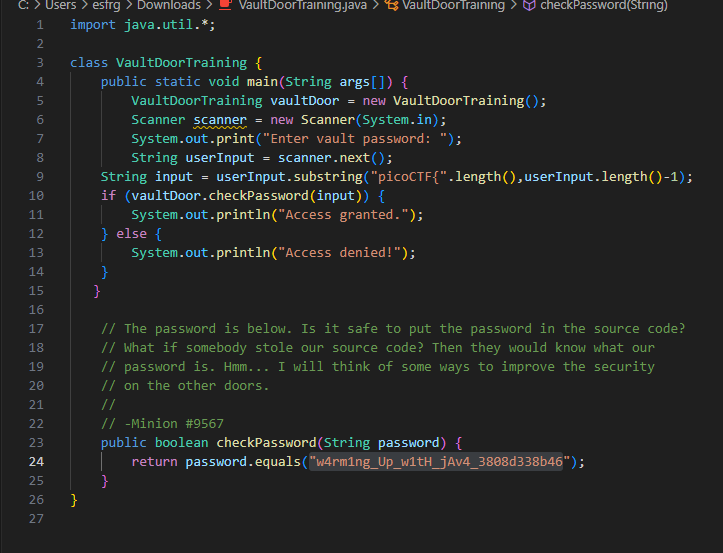 C: > Users > esfrg > Downloads > VaultDoorTraining.java > VaultDoorTraining > checkPassword(String)
1 import java.util.*;
2
3 class VaultDoorTraining {
4 public static void main(String args[]) {
5 VaultDoorTraining vaultDoor = new VaultDoorTraining();
6 Scanner scanner = new Scanner(System.in);
7 System.out.print("Enter vault password: ");
8 String userInput = scanner.next();
9 String input = userInput.substring("picoCTF{".length(),userInput.length()-1);
10 if (vaultDoor.checkPassword(input)) {
11 System.out.println("Access granted.");
12 } else {
13 System.out.println("Access denied!");
14 }
15 }
16
17 // The password is below. Is it safe to put the password in the source code?
18 // What if somebody stole our source code? Then they would know what our
19 // password is. Hmm... I will think of some ways to improve the security
20 // on the other doors.
21 //
22 // -Minion #9567
23 public boolean checkPassword(String password) {
24 return password.equals("w4rm1ng_Up_w1tH_jAv4_3808d338b46");
25 }
26 }
27